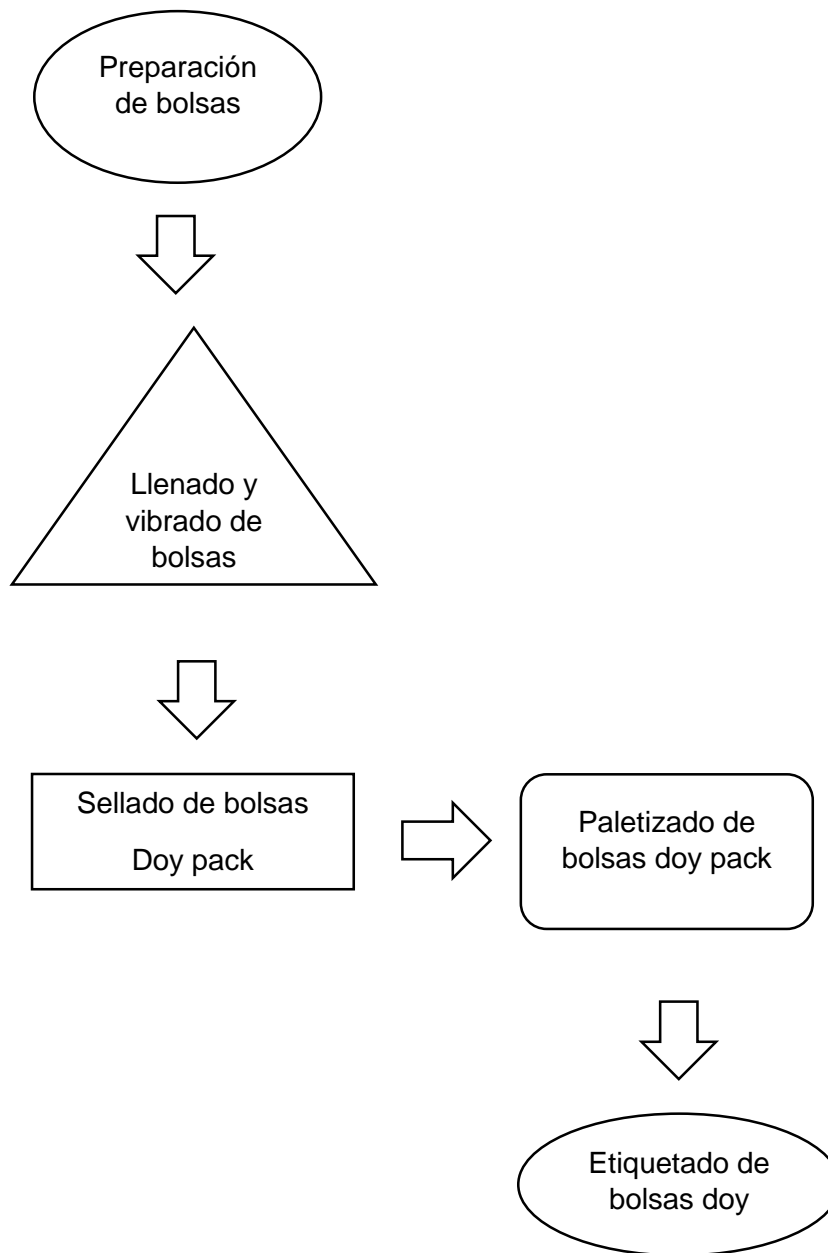 Preparación
de bolsas
Llenado y
vibrado de
bolsas
Sellado de bolsas
Doy pack
Paletizado de
bolsas doy pack
Etiquetado de
bolsas doy